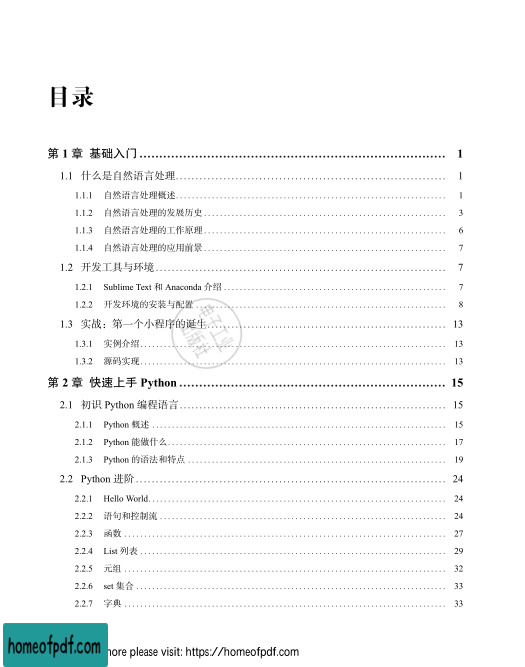 目录
第 1 章 基础入门 1
1.1 什么是自然语言处理 1
1.1.1 自然语言处理概述 1
1.1.2 自然语言处理的发展历史 3
1.1.3 自然语言处理的工作原理 6
1.1.4 自然语言处理的应用前景 7
1.2 开发工具与环境 7
1.2.1 Sublime Text 和 Anaconda 介绍 7
1.2.2 开发环境的安装与配置 8
1.3 实战：第一个小程序的诞生 13
1.3.1 实例介绍 13
1.3.2 源码实现 13
第 2 章 快速上手 Python 15
2.1 初识 Python 编程语言 15
2.1.1 Python 概述 15
2.1.2 Python 能做什么 17
2.1.3 Python 的语法和特点 19
2.2 Python 进阶 24
2.2.1 Hello World 24
2.2.2 语句和控制流 24
2.2.3 函数 27
2.2.4 List 列表 29
2.2.5 元组 32
2.2.6 set 集合 33
2.2.7 字典 33
homeofpdf.com
ore please visit: https://homeofpdf.com